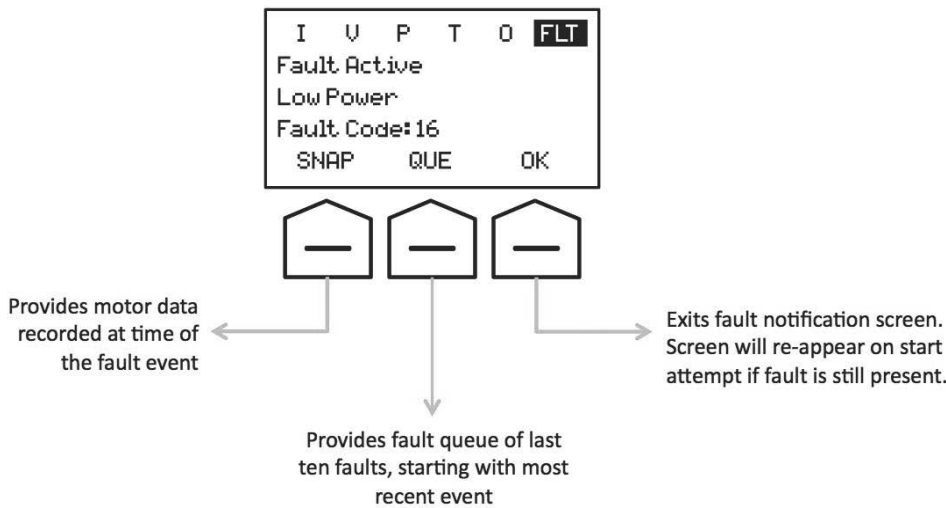 I V P T O FLT
Fault Active
Low Power
Fault Code:16
SNAP QUE OK
Provides motor data
recorded at time of
the fault event
Exits fault notification screen.
Screen will re-appear on start
attempt if fault is still present.
Provides fault queue of last
ten faults, starting with most
recent event